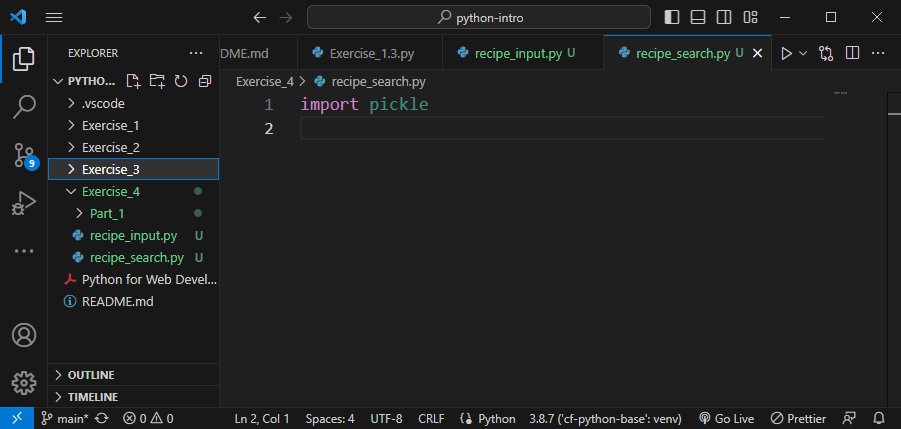 python-intro
EXPLORER
DME.md
Exercise_1.3.py
recipe_input.py U
recipe_search.py U
PYTHO...
Exercise_4 > recipe_search.py
.vscode
Exercise_1
Exercise_2
Exercise_3
Exercise_4
Part_1
recipe_input.py U
recipe_search.py U
Python for Web Devel...
README.md
OUTLINE
TIMELINE
9
1 import pickle
2
main* 0 0 Ln 2, Col 1 Spaces: 4 UTF-8 CRLF Python 3.8.7 ('cf-python-base': venv) Go Live Prettier